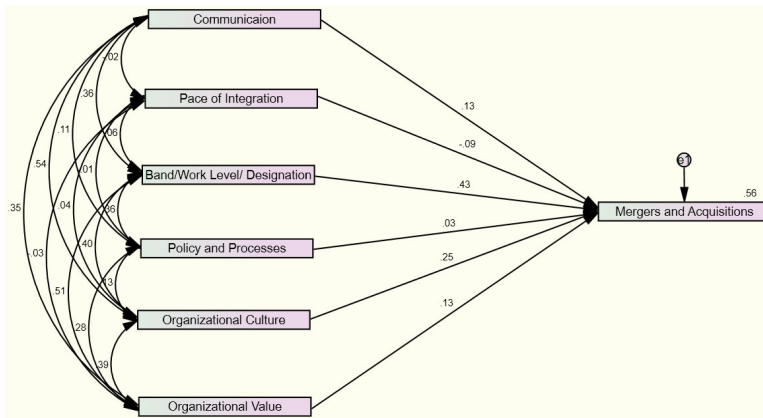 Communicaion
-.02
.36
.13
Pace of Integration
.11
.06
-.09
.54
.01
Band/Work Level/ Designation
.43
e1
.56
Mergers and Acquisitions
.35
.04
.36
.03
Policy and Processes
-.03
.40
.25
.51
.13
Organizational Culture
.13
.28
.39
Organizational Value